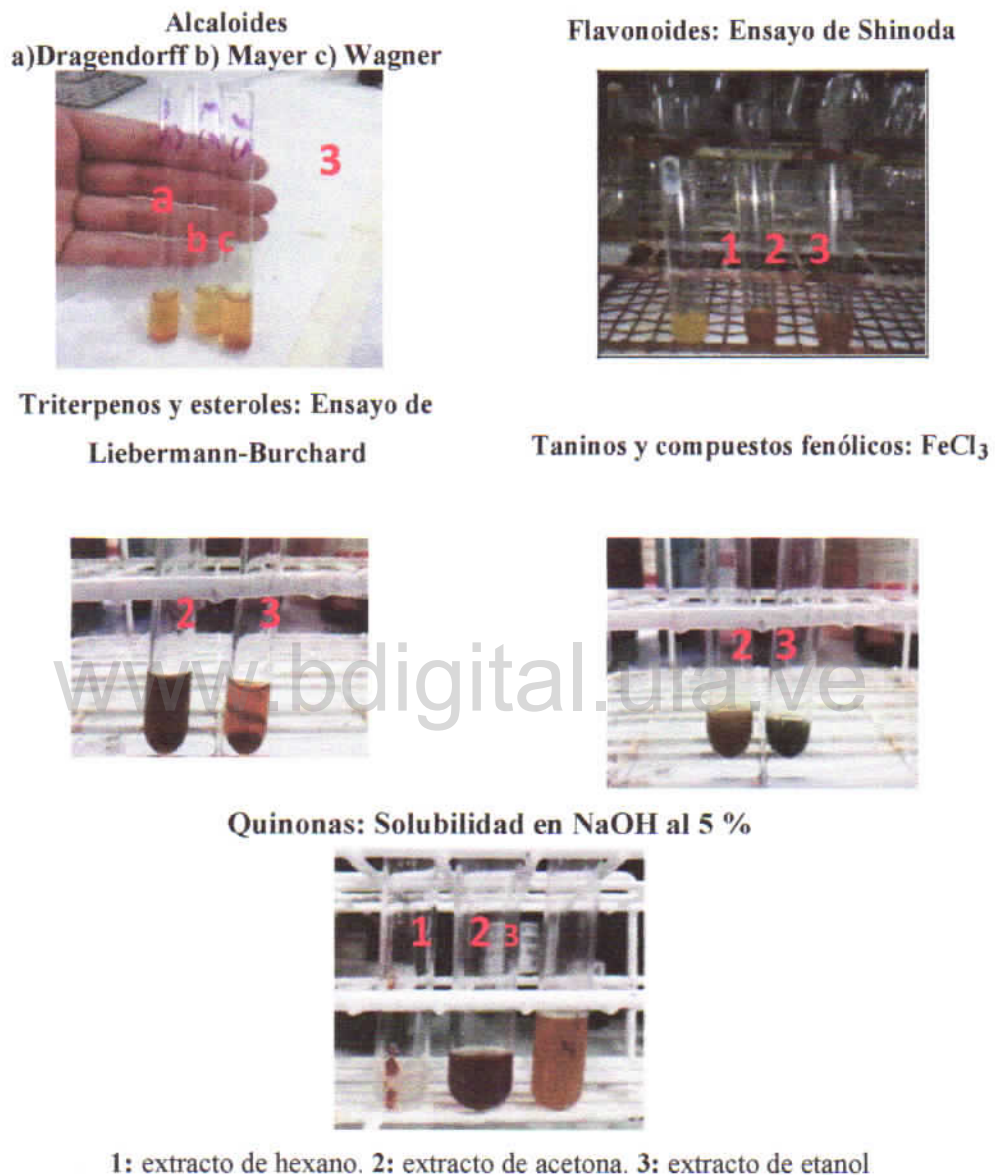 Alcaloides
a)Dragendorff b) Mayer c) Wagner
3
a
b c
Flavonoides: Ensayo de Shinoda
1 2 3
Triterpenos y esteroles: Ensayo de
Liebermann-Burchard
2 3
Taninos y compuestos fenólicos: FeCl3
2 3
www.bdigital.ula.ve
Quinonas: Solubilidad en NaOH al 5 %
1 2 3
1: extracto de hexano. 2: extracto de acetona. 3: extracto de etanol